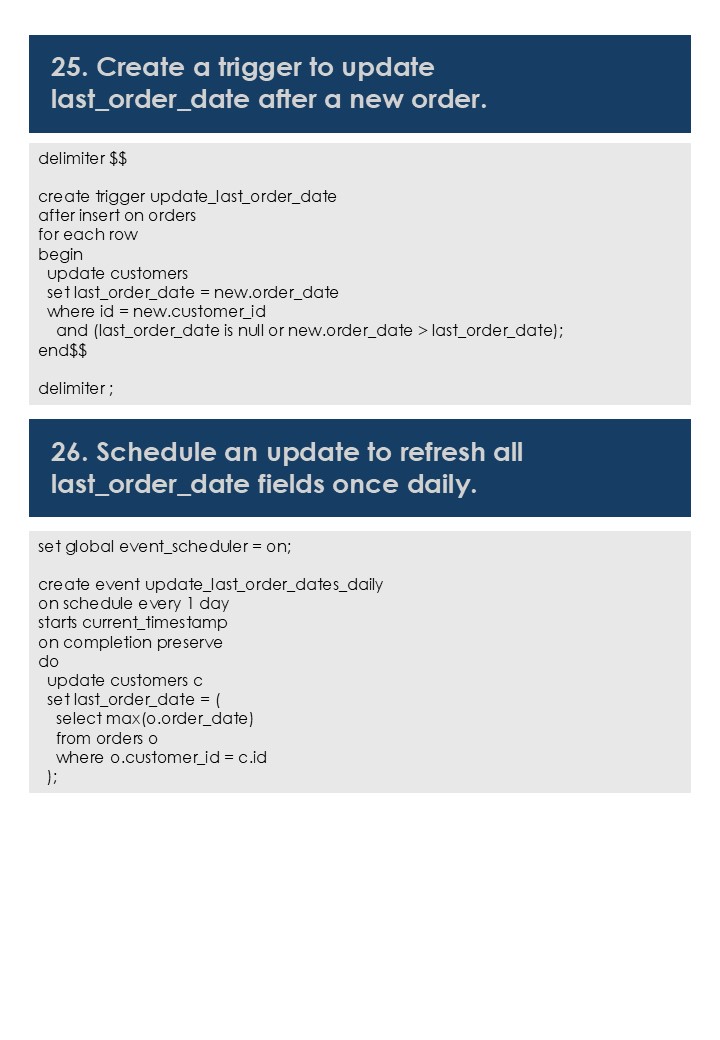 25. Create a trigger to update
last_order_date after a new order.
delimiter $$
create trigger update_last_order_date
after insert on orders
for each row
begin
update customers
set last_order_date = new.order_date
where id = new.customer_id
and (last_order_date is null or new.order_date > last_order_date);
end$$
delimiter ;
26. Schedule an update to refresh all
last_order_date fields once daily.
set global event_scheduler = on;
create event update_last_order_dates_daily
on schedule every 1 day
starts current_timestamp
on completion preserve
do
update customers c
set last_order_date = (
select max(o.order_date)
from orders o
where o.customer_id = c.id
);